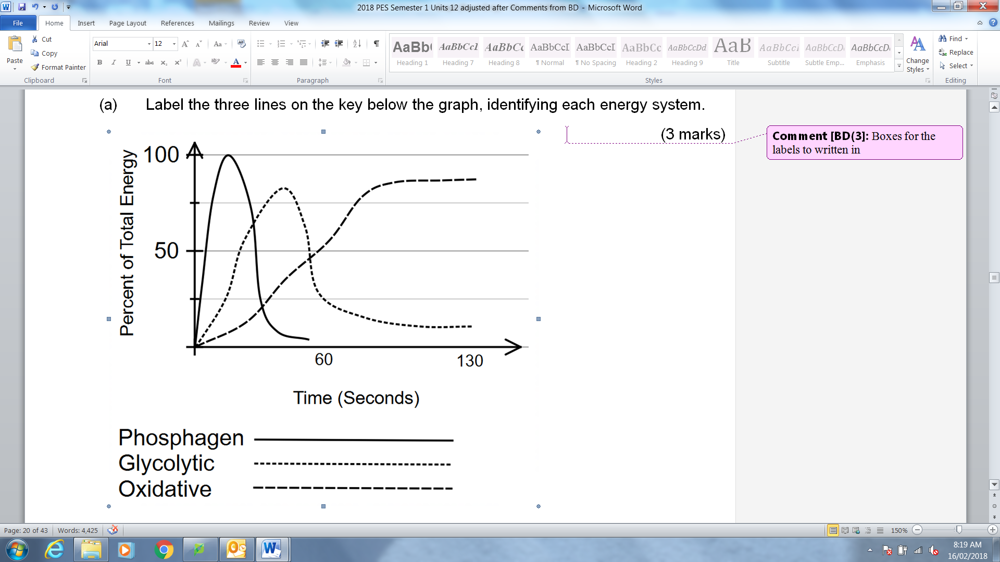 2018 PES Semester 1 Units 12 adjusted after Comments from BD - Microsoft Word
File Home Insert Page Layout References Mailings Review View
Paste
Cut
Copy
Format Painter
Clipboard
Arial 12
Font
Paragraph
AaBb( AaBbCc1 AaBbCc AaBbCcI AaBbCcI AaBbCc AaBbCcDd AaB AaBbCcI AaBbCcD AaBbCcD
Heading 1 Heading 7 Heading 8 ¶ Normal ¶ No Spacing Heading 2 Heading 9 Title Subtitle Subtle Emp... Emphasis
Styles
Change
Styles
Find
Replace
Select
Editing
(a) Label the three lines on the key below the graph, identifying each energy system.
(3 marks)
Comment [BD(3]: Boxes for the
labels to written in
Percent of Total Energy
100
50
60 130
Time (Seconds)
Phosphagen
Glycolytic
Oxidative
Page: 20 of 43 Words: 4,425 150%
8:19 AM
16/02/2018